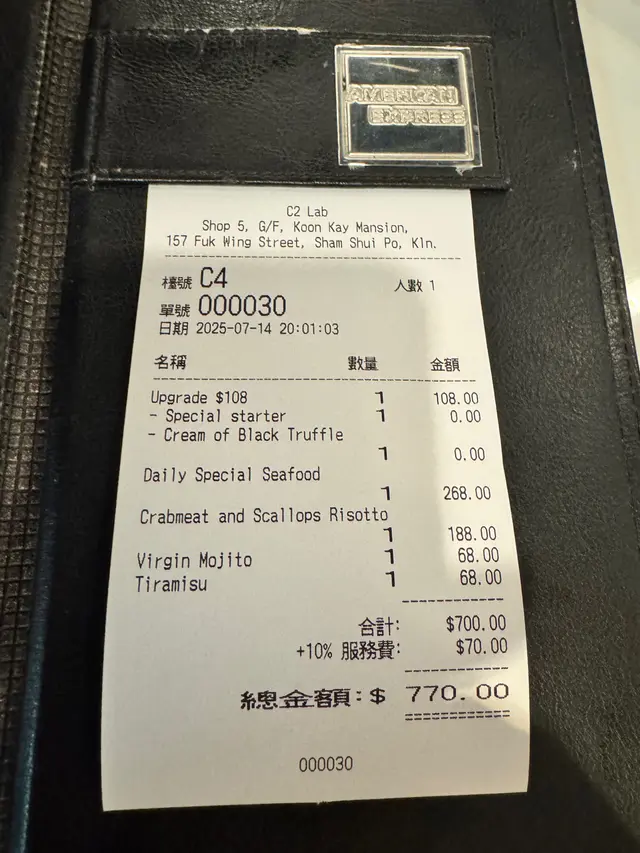 AMERICAN
EXPRESS
C2 Lab
Shop 5, G/F, Koon Kay Mansion,
157 Fuk Wing Street, Sham Shui Po, Kln.
檯號 C4 人數 1
單號 000030
日期 2025-07-14 20:01:03
名稱 數量 金額
Upgrade $108 1 108.00
- Special starter 1 0.00
- Cream of Black Truffle
1 0.00
Daily Special Seafood
1 268.00
Crabmeat and Scallops Risotto
1 188.00
Virgin Mojito 1 68.00
Tiramisu 1 68.00
合計: $700.00
+10% 服務費: $70.00
總金額: $ 770.00
000030